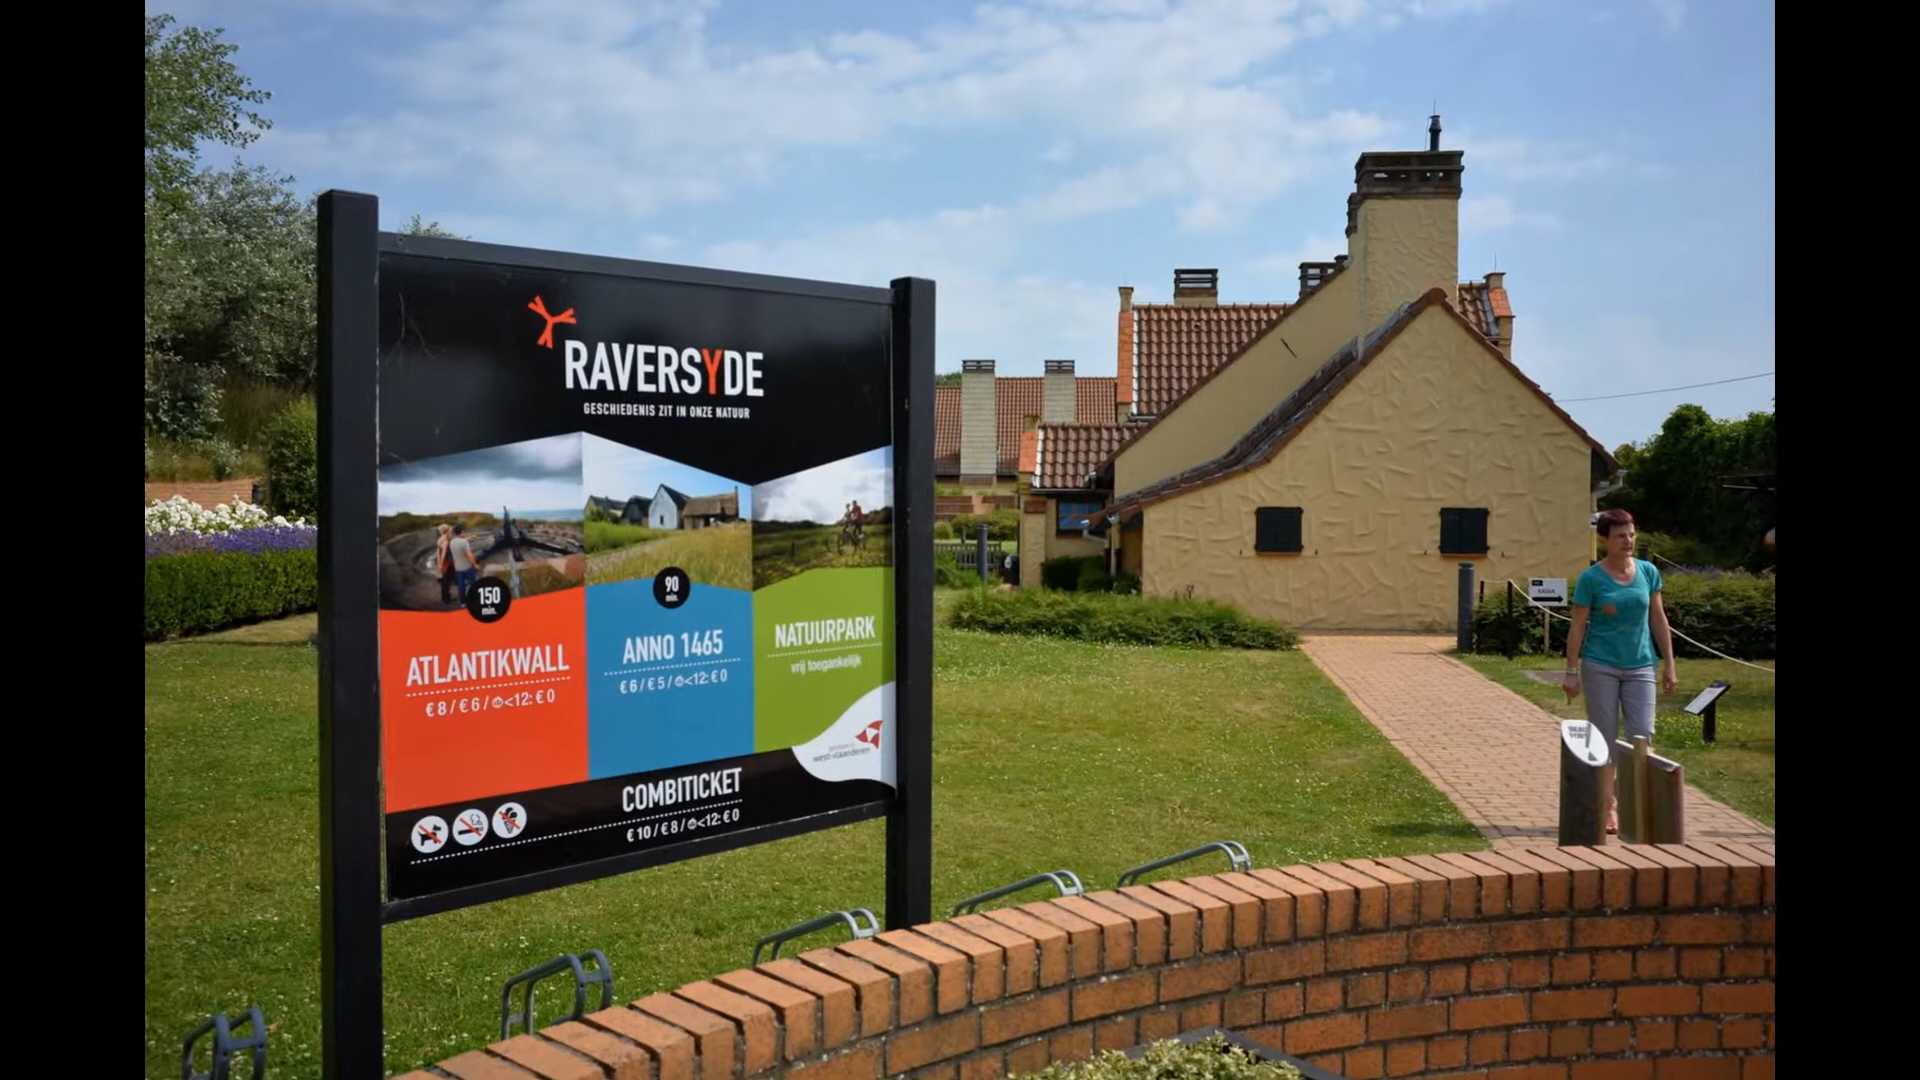 RAVERSYDE
GESCHIEDENIS ZIT IN ONZE NATUUR
150
min.
90
min.
ATLANTIKWALL
€ 8 / € 6 / <12: € 0
ANNO 1465
€ 6 / € 5 / <12: € 0
NATUURPARK
vrij toegankelijk
west-vlaanderen
COMBITICKET
€ 10 / € 8 / <12: € 0
KASSA